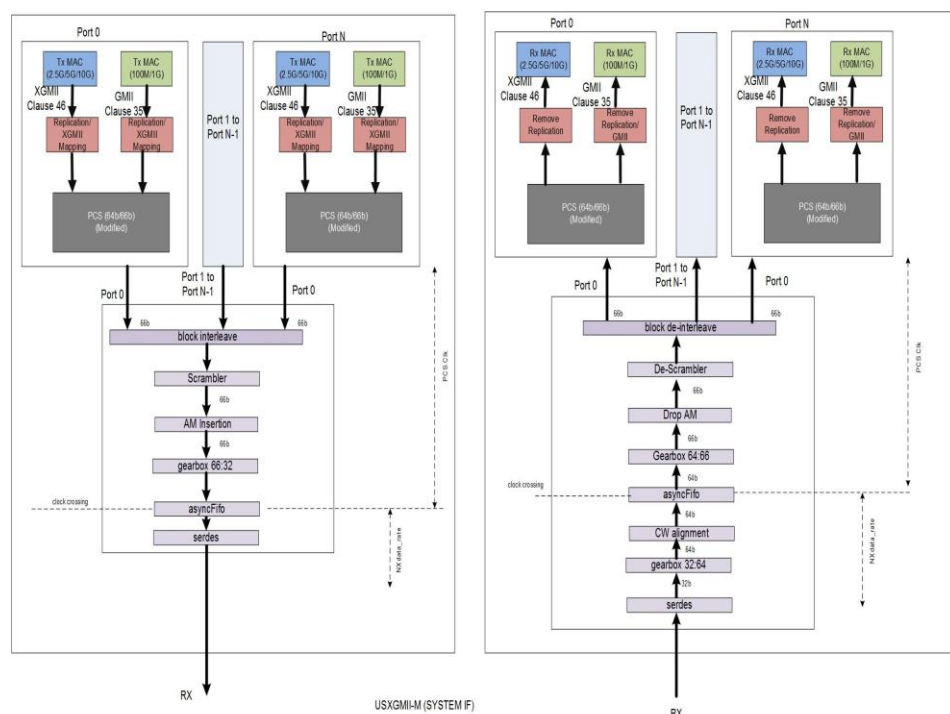 Port 0
Port N
Tx MAC
(2.5G/5G/10G)
Tx MAC
(100M/1G)
XGMII
Clause 46
GMII
Clause 35
Replication/
XGMII
Mapping
Replication/
XGMII
Mapping
PCS (64b/66b)
(Modified)
Port 1 to
Port N-1
Tx MAC
(2.5G/5G/10G)
Tx MAC
(100M/1G)
XGMII
Clause 46
GMII
Clause 35
Replication/
XGMII
Mapping
Replication/
XGMII
Mapping
PCS (64b/66b)
(Modified)
Port 0
Port 1 to
Port N-1
Port 0
66b
66b
block interleave
Scrambler
66b
AM Insertion
66b
gearbox 66:32
clock crossing
asyncFifo
serdes
PCS Clk
NX data_rate
RX
Port 0
Port N
Rx MAC
(2.5G/5G/10G)
Rx MAC
(100M/1G)
XGMII
Clause 46
GMII
Clause 35
Remove
Replication
Remove
Replication/
GMII
PCS (64b/66b)
(Modified)
Port 1 to
Port N-1
Rx MAC
(2.5G/5G/10G)
Rx MAC
(100M/1G)
XGMII
Clause 46
GMII
Clause 35
Remove
Replication
Remove
Replication/
GMII
PCS (64b/66b)
(Modified)
Port 0
Port 1 to
Port N-1
Port 0
66b
66b
block de-interleave
De-Scrambler
66b
Drop AM
66b
Gearbox 64:66
64b
clock crossing
asyncFifo
64b
CW alignment
64b
gearbox 32:64
32b
serdes
PCS Clk
NX data_rate
RX
USXGMII-M (SYSTEM IF)